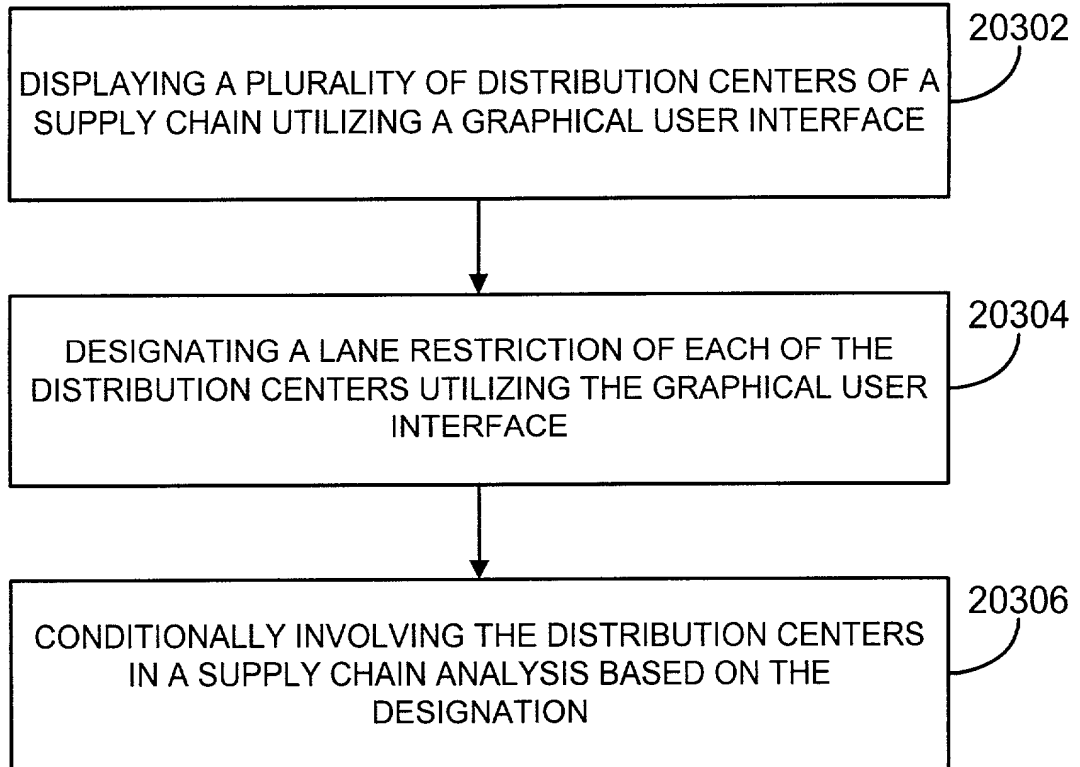 20302
DISPLAYING A PLURALITY OF DISTRIBUTION CENTERS OF A
SUPPLY CHAIN UTILIZING A GRAPHICAL USER INTERFACE
20304
DESIGNATING A LANE RESTRICTION OF EACH OF THE
DISTRIBUTION CENTERS UTILIZING THE GRAPHICAL USER
INTERFACE
20306
CONDITIONALLY INVOLVING THE DISTRIBUTION CENTERS
IN A SUPPLY CHAIN ANALYSIS BASED ON THE
DESIGNATION